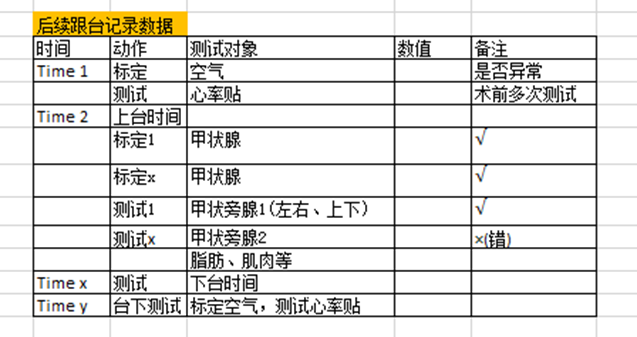 后续跟台记录数据
时间 动作 测试对象 数值 备注
Time 1 标定 空气 是否异常
测试 心率贴 术前多次测试
Time 2 上台时间
标定1 甲状腺 √
标定x 甲状腺 √
测试1 甲状旁腺1(左右、上下) √
测试x 甲状旁腺2 ×(错)
脂肪、肌肉等
Time x 测试 下台时间
Time y 台下测试 标定空气，测试心率贴